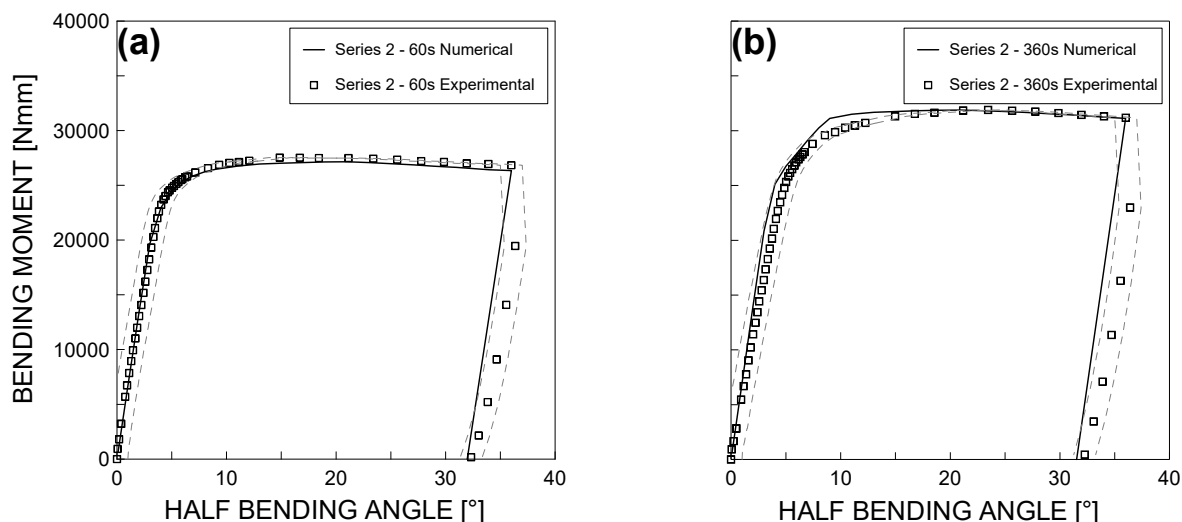 (a)
Series 2 - 60s Numerical
Series 2 - 60s Experimental
BENDING MOMENT [Nmm]
40000
30000
20000
10000
0
0 10 20 30 40
HALF BENDING ANGLE [°]
(b)
Series 2 - 360s Numerical
Series 2 - 360s Experimental
0 10 20 30 40
HALF BENDING ANGLE [°]